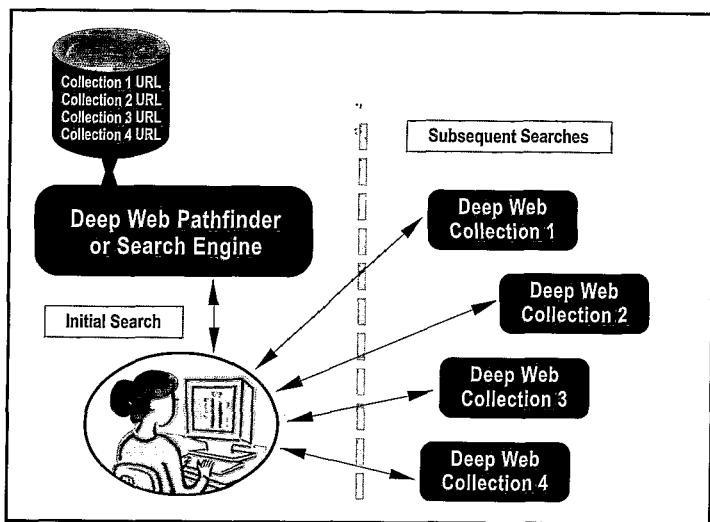 Collection 1 URL
Collection 2 URL
Collection 3 URL
Collection 4 URL
Deep Web Pathfinder
or Search Engine
Initial Search
Subsequent Searches
Deep Web
Collection 1
Deep Web
Collection 2
Deep Web
Collection 3
Deep Web
Collection 4